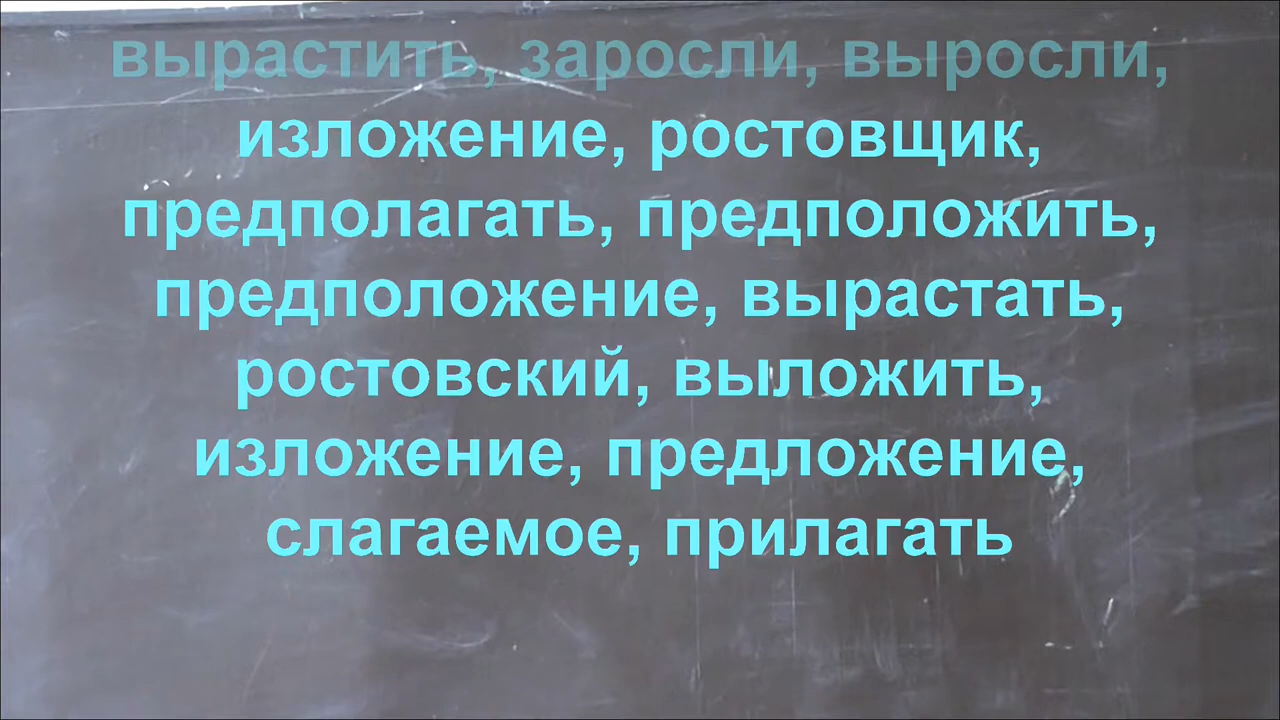 вырастить, заросли, выросли,
изложение, ростовщик,
предполагать, предположить,
предположение, вырастать,
ростовский, выложить,
изложение, предложение,
слагаемое, прилагать